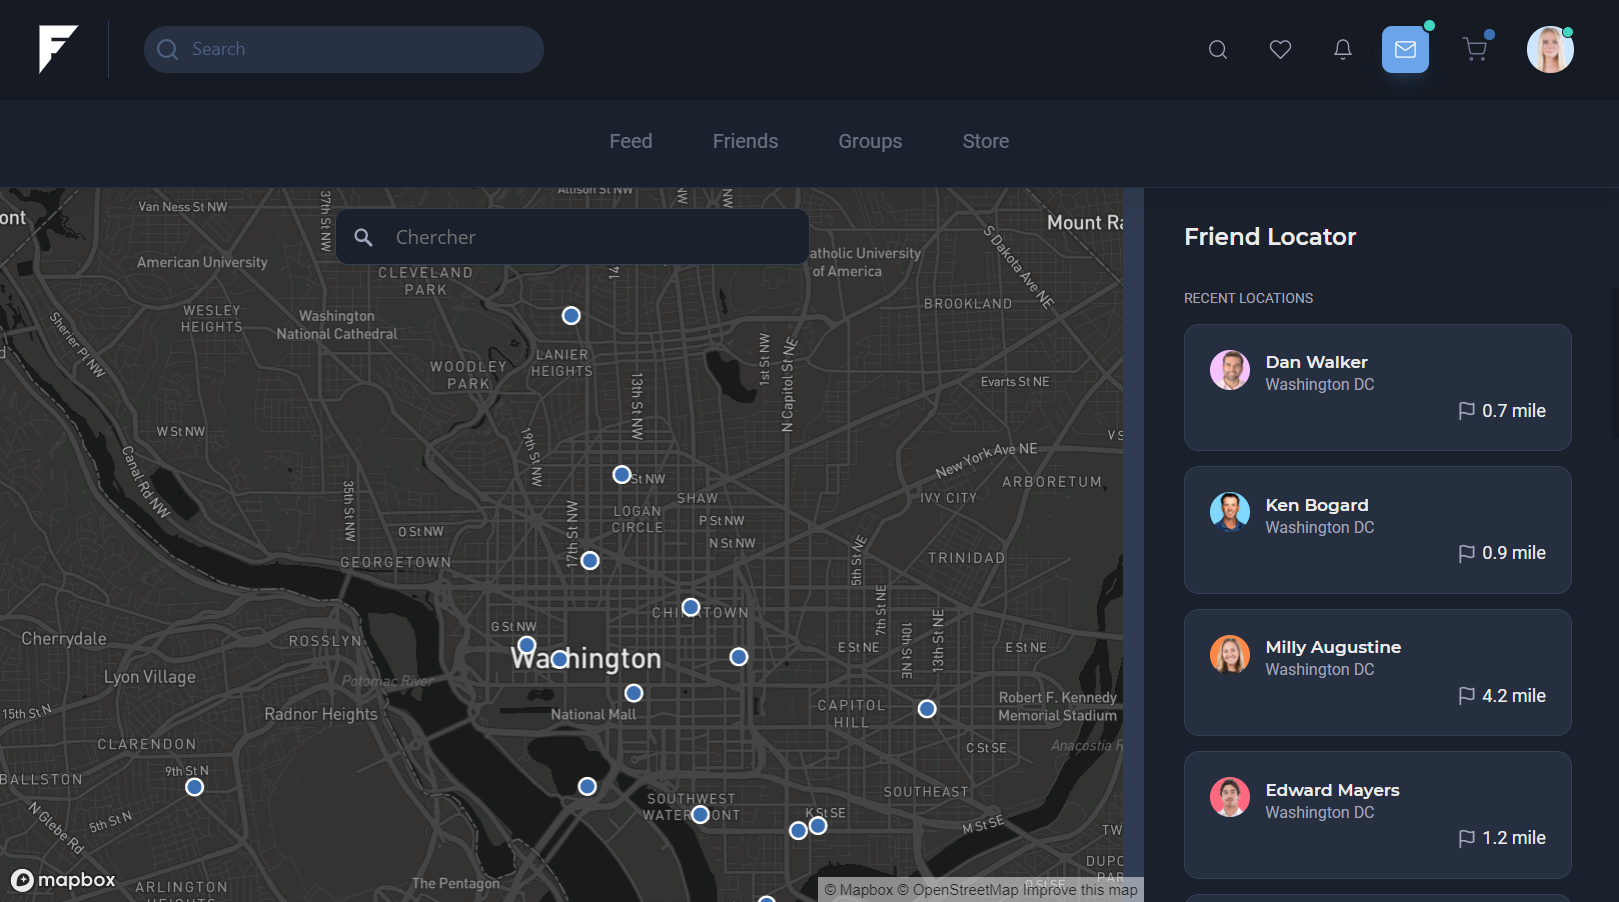 Search
Feed
Friends
Groups
Store
Allison St NW
Van Ness St NW
37th St NW
ont
Chercher
Mount Ra
atholic University
of America
S Dakota Ave NE
American University
CLEVELAND
PARK
14
BROOKLAND
WESLEY
HEIGHTS
Washington
National Cathedral
Sherier Pl NW
LANIER
HEIGHTS
WOODLEY
PARK
1st St NW
N Capitol St NE
13th St NW
Evarts St NE
W St NW
19th St NW
Canal Rd NW
New York Ave NE
V S
ARBORETUM
IVY CITY
St NW
SHAW
35th St NW
LOGAN
CIRCLE
P St NW
O St NW
17th St NW
N St NW
5th St NE
TRINIDAD
GEORGETOWN
7th St NE
10th St NE
13th St NE
CHINATOWN
G St NW
Cherrydale
ROSSLYN
E St NE
E St NE
Washington
Lyon Village
Potomac River
15th St N
Radnor Heights
National Mall
CAPITOL
HILL
Robert F. Kennedy
Memorial Stadium
CLARENDON
C St SE
Anacostia R
BALLSTON
9th St N
SOUTHWEST
WATERFRONT
SOUTHEAST
K St SE
M St SE
N Glebe Rd
5th St N
TW
DUPO
PAR
The Pentagon
ARLINGTON
HEIGHTS
mapbox
© Mapbox © OpenStreetMap Improve this map
Friend Locator
RECENT LOCATIONS
Dan Walker
Washington DC
0.7 mile
Ken Bogard
Washington DC
0.9 mile
Milly Augustine
Washington DC
4.2 mile
Edward Mayers
Washington DC
1.2 mile